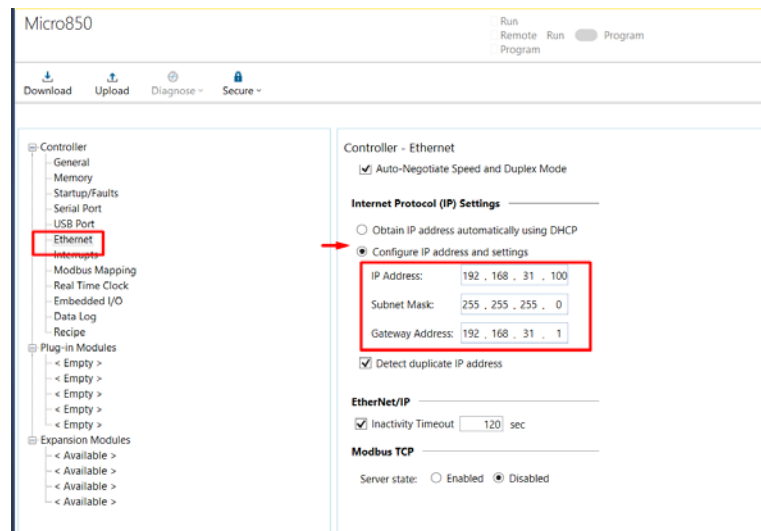 Micro850
Run
Remote Run Program
Program
Download Upload Diagnose Secure
Controller
General
Memory
Startup/Faults
Serial Port
USB Port
Ethernet
Interrupts
Modbus Mapping
Real Time Clock
Embedded I/O
Data Log
Recipe
Plug-in Modules
< Empty >
< Empty >
< Empty >
< Empty >
< Empty >
Expansion Modules
< Available >
< Available >
< Available >
< Available >
Controller - Ethernet
Auto-Negotiate Speed and Duplex Mode
Internet Protocol (IP) Settings
Obtain IP address automatically using DHCP
Configure IP address and settings
IP Address: 192 . 168 . 31 . 100
Subnet Mask: 255 . 255 . 255 . 0
Gateway Address: 192 . 168 . 31 . 1
Detect duplicate IP address
EtherNet/IP
Inactivity Timeout 120 sec
Modbus TCP
Server state: Enabled Disabled